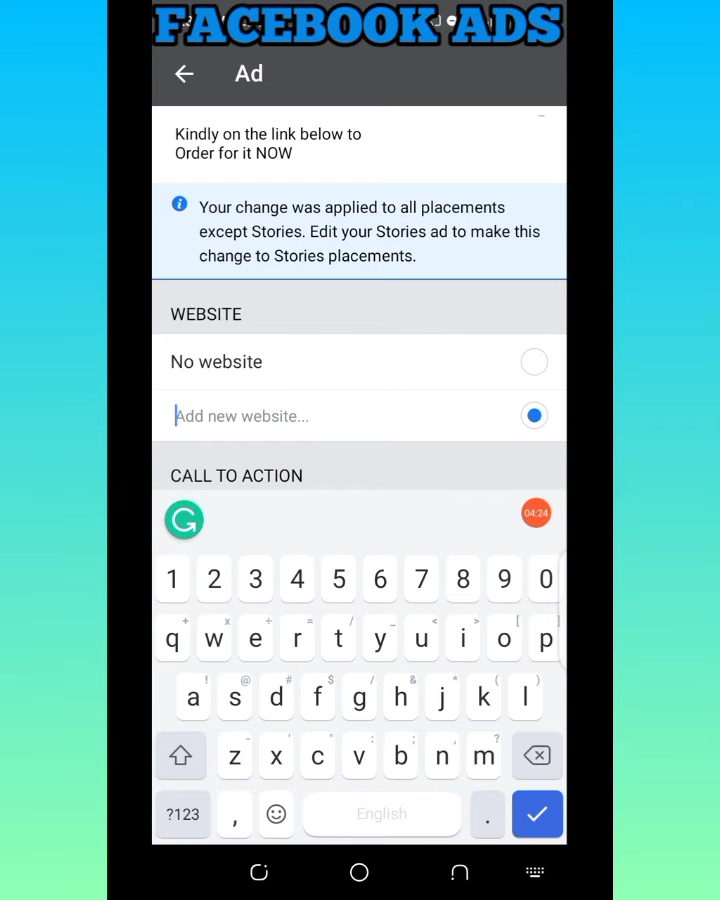 FACEBOOK ADS
Ad
Kindly on the link below to
Order for it NOW
Your change was applied to all placements
except Stories. Edit your Stories ad to make this
change to Stories placements.
WEBSITE
No website
Add new website...
CALL TO ACTION
04:24
1 2 3 4 5 6 7 8 9 0
+ x ÷ = / _ < > [ ]
q w e r t y u i o p
! @ # $ / & * ( )
a s d f g h j k l
- ' " : ; , ?
z x c v b n m
?123 , English .